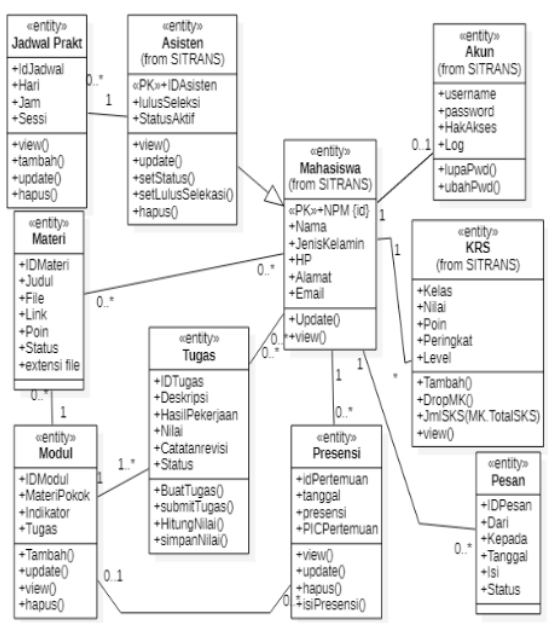 «entity»
Jadwal Prakt
+IdJadwal
+Hari
+Jam
+Sessi
+view()
+tambah()
+update()
+hapus()
0..*
1
«entity»
Asisten
(from SITRANS)
«PK»+IDAsisten
+lulusSeleksi
+StatusAktif
+view()
+update()
+setStatus()
+setLulusSelekasi()
+hapus()
«entity»
Akun
(from SITRANS)
+username
+password
+HakAkses
+Log
+lupaPwd()
+ubahPwd()
0..1
1
«entity»
Mahasiswa
(from SITRANS)
«PK»+NPM {id}
+Nama
+JenisKelamin
+HP
+Alamat
+Email
+Update()
+view()
«entity»
Materi
+IDMateri
+Judul
+File
+Link
+Poin
+Status
+extensi file
0..*
0..*
0..*
1
«entity»
KRS
(from SITRANS)
+Kelas
+Nilai
+Poin
+Peringkat
+Level
+Tambah()
+DropMK()
+JmlSKS(MK.TotalSKS)
+view()
1
*
«entity»
Tugas
+IDTugas
+Deskripsi
+HasilPekerjaan
+Nilai
+Catatanrevisi
+Status
+BuatTugas()
+submitTugas()
+HitungNilai()
+simpanNilai()
0..*
0..*
«entity»
Modul
+IDModul
+MateriPokok
+Indikator
+Tugas
+Tambah()
+update()
+view()
+hapus()
1
1..*
0..1
0..*
«entity»
Presensi
+idPertemuan
+tanggal
+presensi
+PICPertemuan
+view()
+update()
+hapus()
+isiPresensi()
1
0..*
«entity»
Pesan
+IDPesan
+Dari
+Kepada
+Tanggal
+Isi
+Status
1
0..*